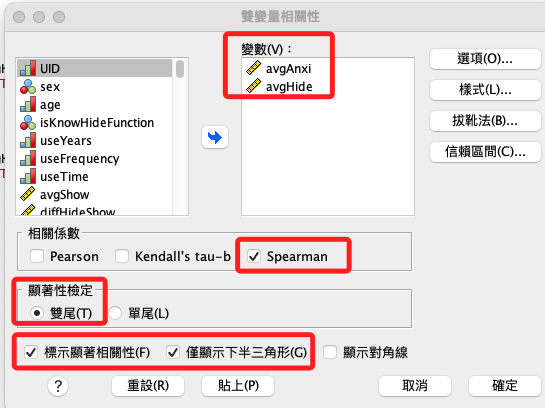 雙變量相關性
變數(V)：
UID
sex
age
isKnowHideFunction
useYears
useFrequency
useTime
avgShow
diffHideShow
avgAnxi
avgHide
選項(O)...
樣式(L)...
拔靴法(B)...
信賴區間(C)...
相關係數
Pearson
Kendall's tau-b
Spearman
顯著性檢定
雙尾(T)
單尾(L)
標示顯著相關性(F)
僅顯示下半三角形(G)
顯示對角線
?
重設(R)
貼上(P)
取消
確定